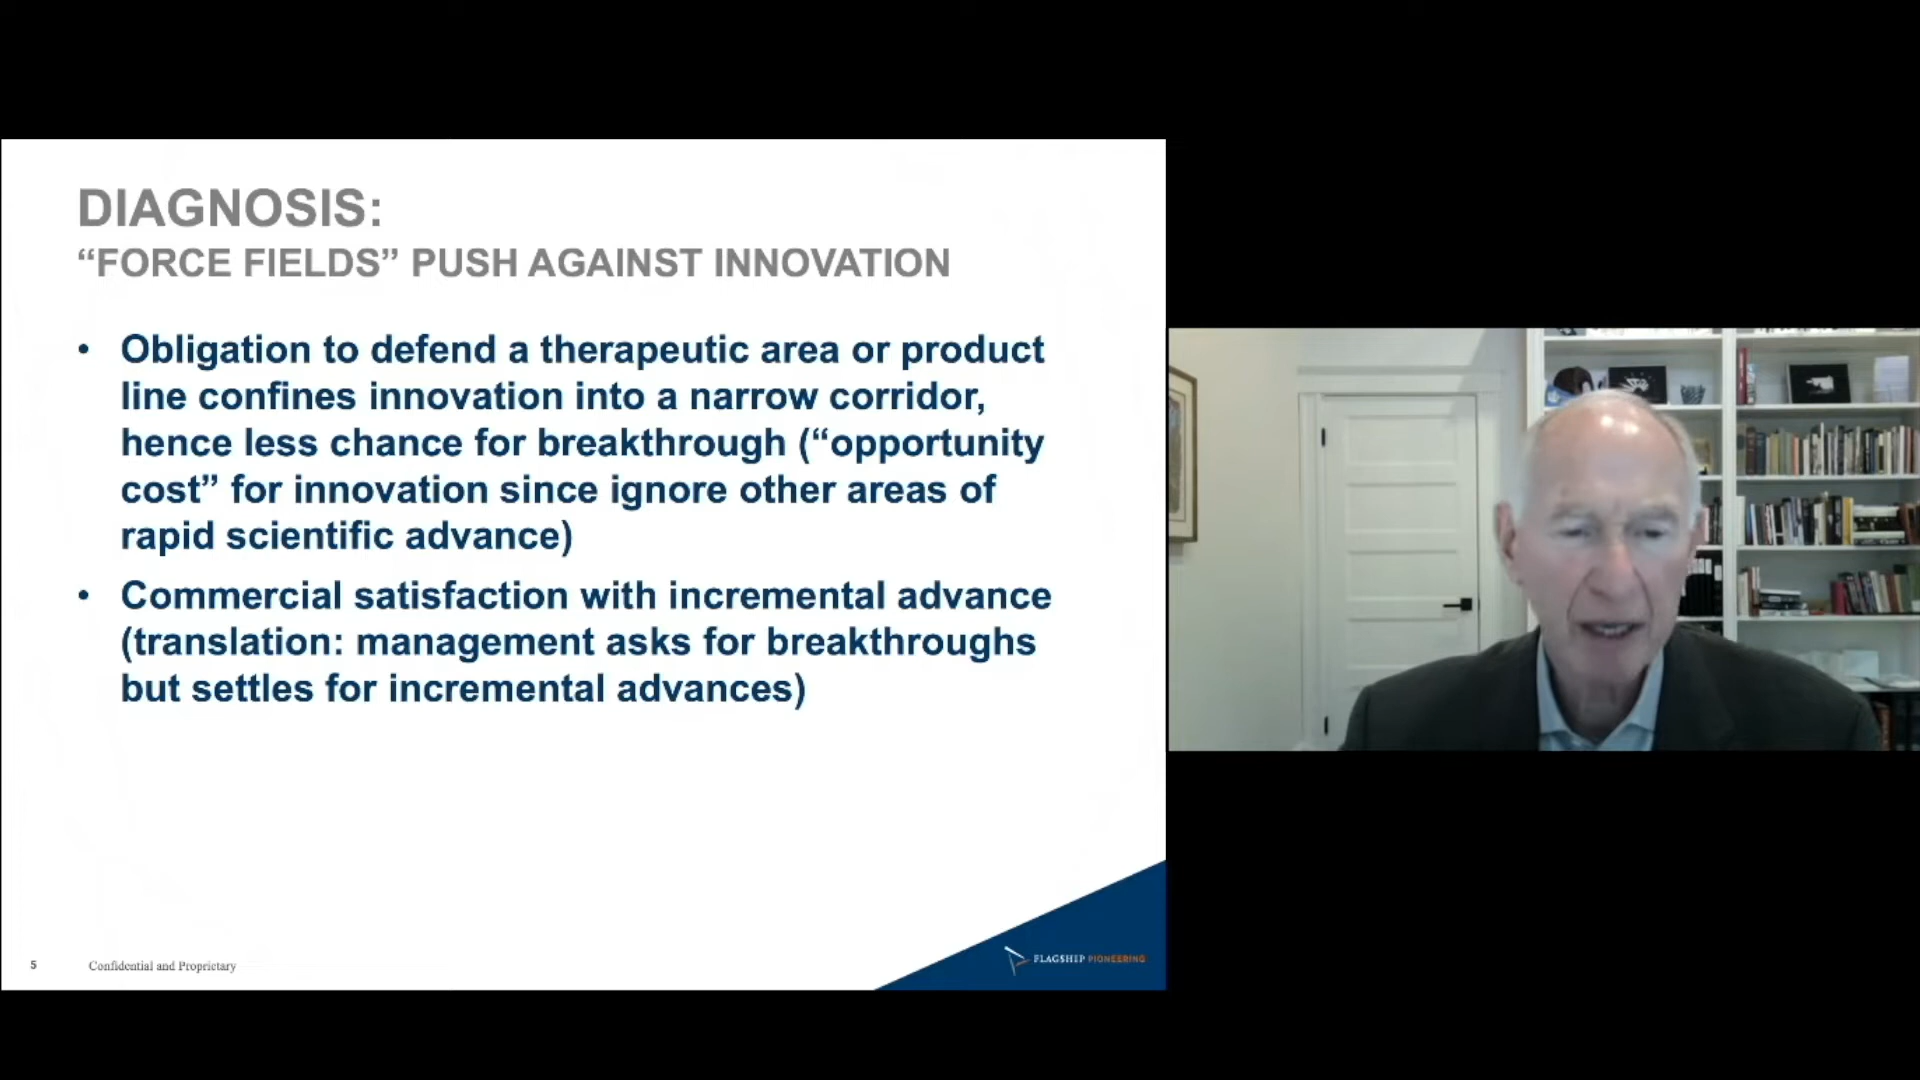 DIAGNOSIS:
“FORCE FIELDS” PUSH AGAINST INNOVATION
• Obligation to defend a therapeutic area or product
line confines innovation into a narrow corridor,
hence less chance for breakthrough (“opportunity
cost” for innovation since ignore other areas of
rapid scientific advance)
• Commercial satisfaction with incremental advance
(translation: management asks for breakthroughs
but settles for incremental advances)
5 Confidential and Proprietary
FLAGSHIP PIONEERING